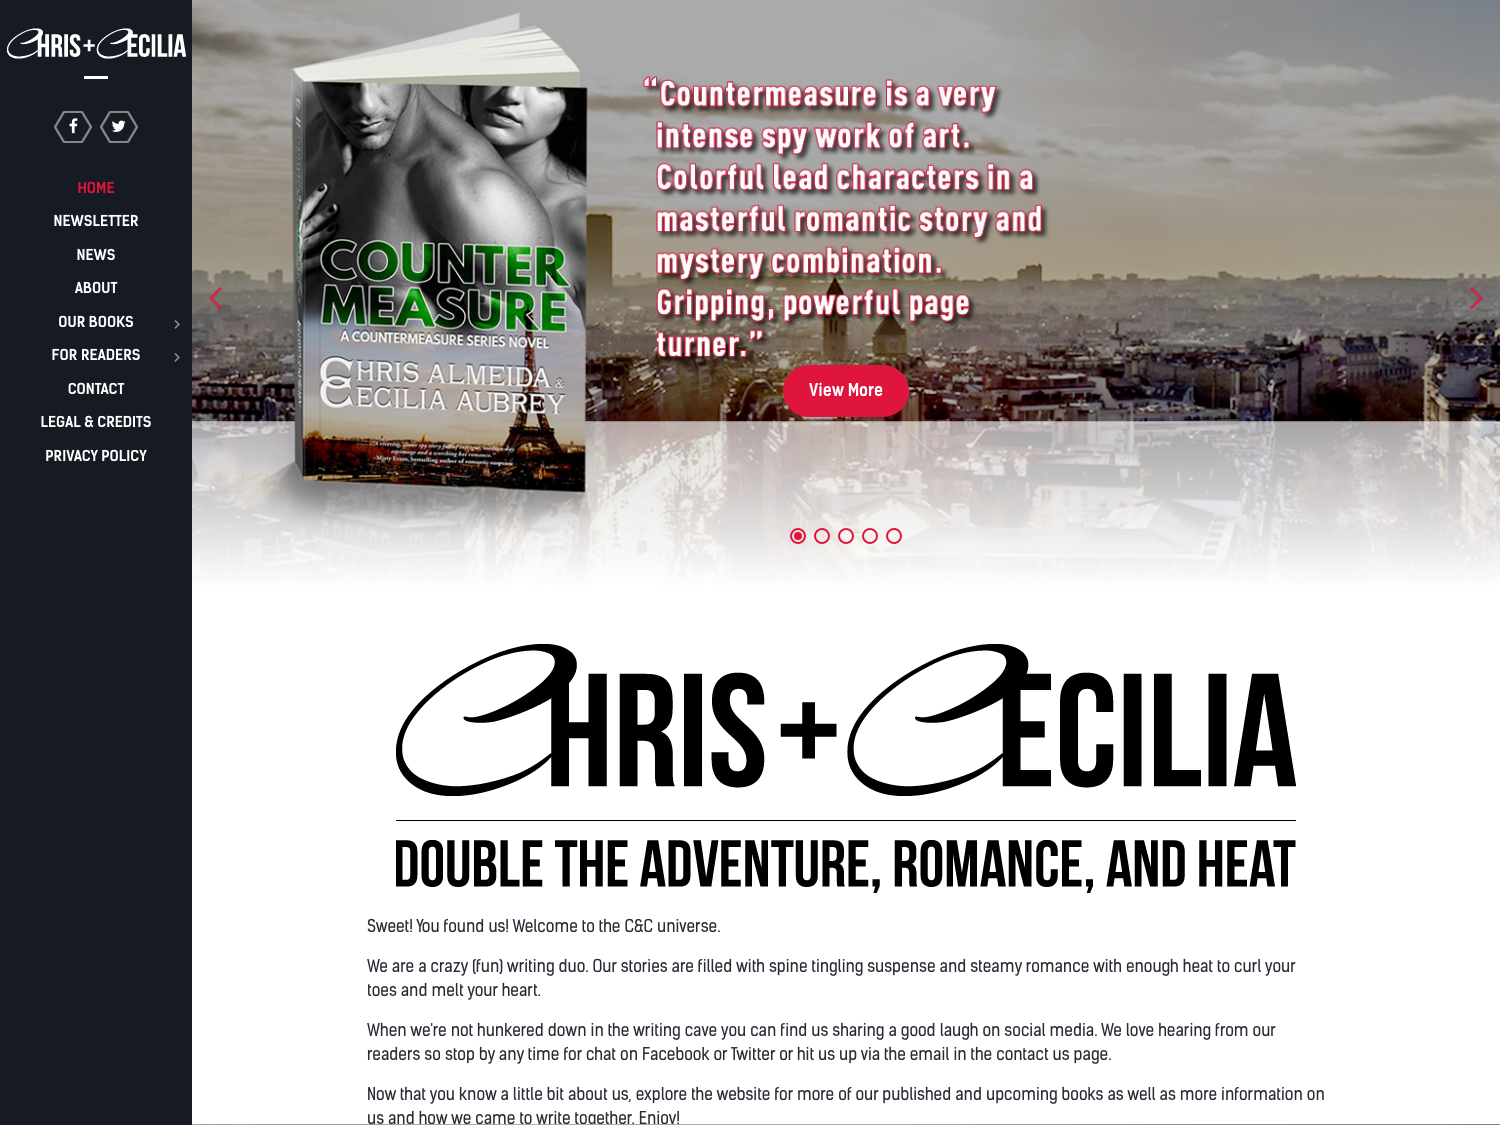 CHRIS+CECILIA
HOME
NEWSLETTER
NEWS
ABOUT
OUR BOOKS
FOR READERS
CONTACT
LEGAL & CREDITS
PRIVACY POLICY
“Countermeasure is a very
intense spy work of art.
Colorful lead characters in a
masterful romantic story and
mystery combination.
Gripping, powerful page
turner.”
View More
COUNTER
MEASURE
A COUNTERMEASURE SERIES NOVEL
CHRIS ALMEIDA &
CECILIA AUBREY
CHRIS+CECILIA
DOUBLE THE ADVENTURE, ROMANCE, AND HEAT
Sweet! You found us! Welcome to the C&C universe.
We are a crazy (fun) writing duo. Our stories are filled with spine tingling suspense and steamy romance with enough heat to curl your
toes and melt your heart.
When we're not hunkered down in the writing cave you can find us sharing a good laugh on social media. We love hearing from our
readers so stop by any time for chat on Facebook or Twitter or hit us up via the email in the contact us page.
Now that you know a little bit about us, explore the website for more of our published and upcoming books as well as more information on
us and how we came to write together. Enjoy!